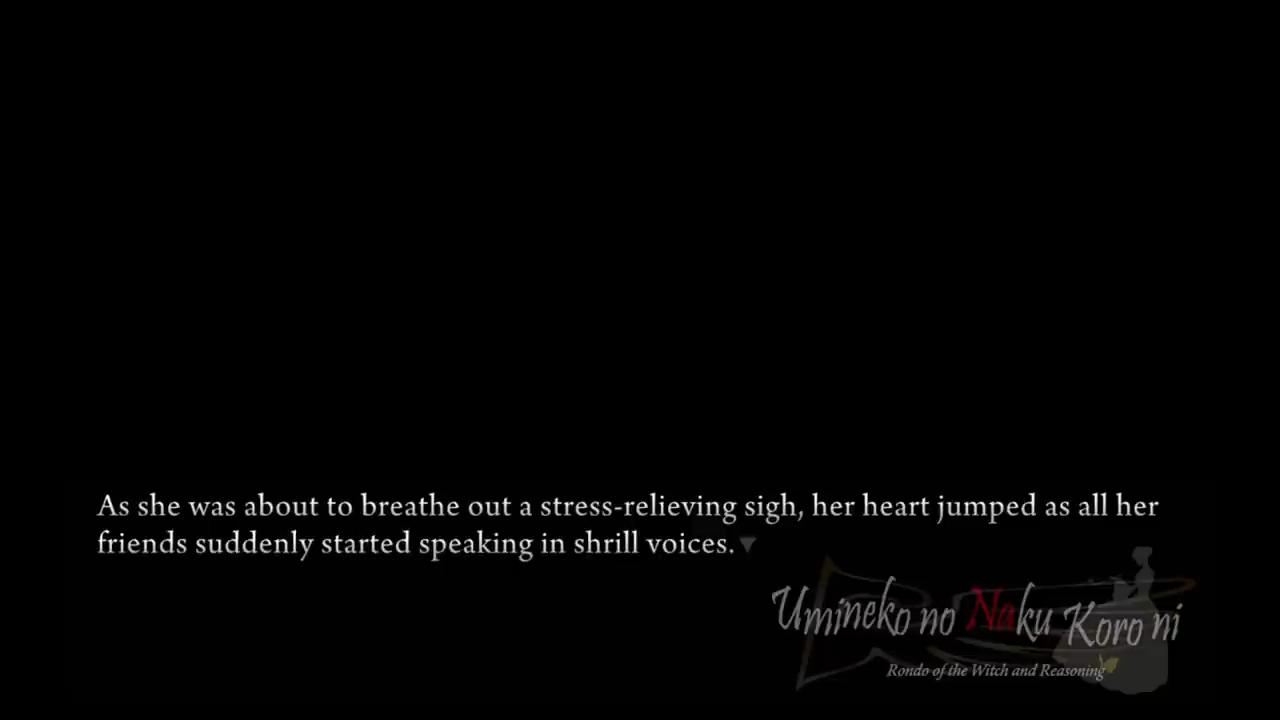 As she was about to breathe out a stress-relieving sigh, her heart jumped as all her
friends suddenly started speaking in shrill voices.
Umineko no Naku Koro ni
Rondo of the Witch and Reasoning